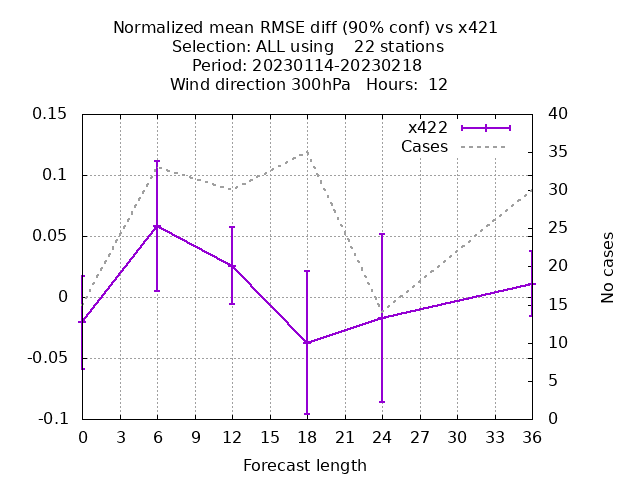 Normalized mean RMSE diff (90% conf) vs x421
Selection: ALL using    22 stations
Period: 20230114-20230218
Wind direction 300hPa   Hours:  12
x422
Cases
0.15
0.1
0.05
0
-0.05
-0.1
40
35
30
25
20
15
10
5
0
No cases
0 3 6 9 12 15 18 21 24 27 30 33 36
Forecast length